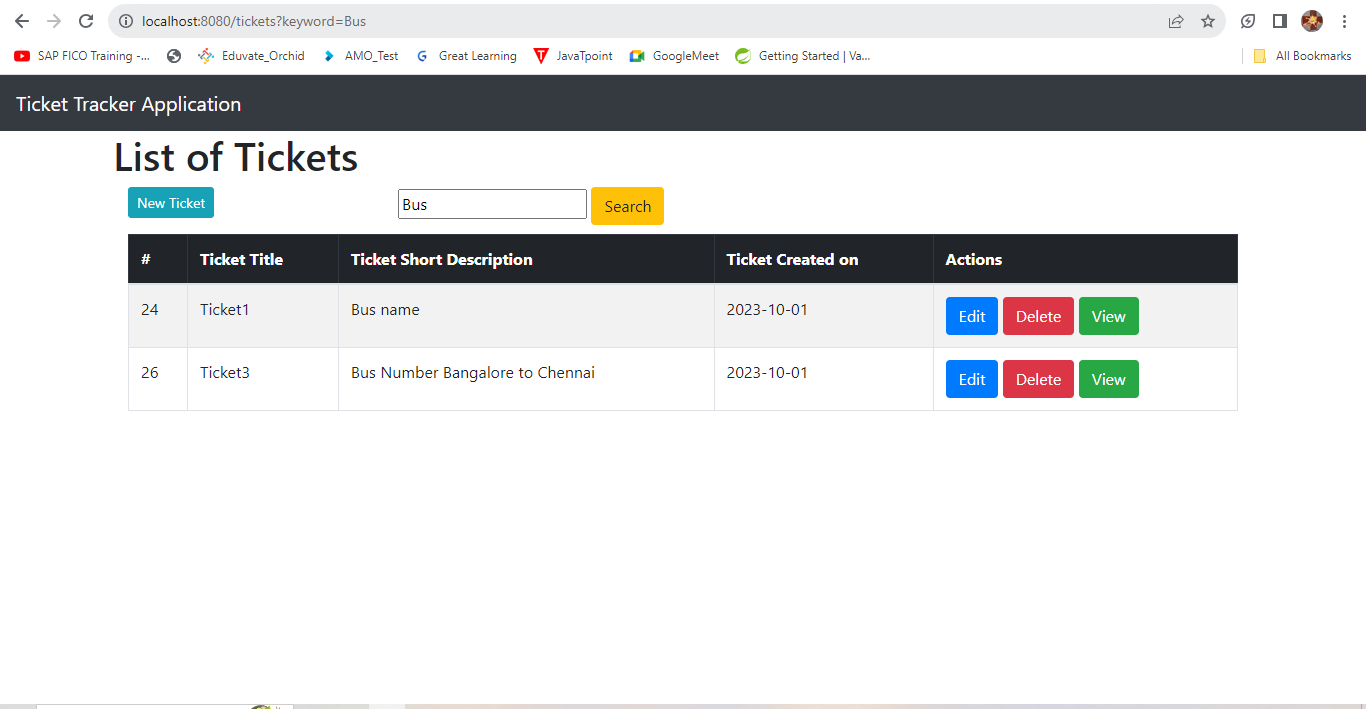 localhost:8080/tickets?keyword=Bus
SAP FICO Training -... Eduvate_Orchid AMO_Test G Great Learning T JavaTpoint GoogleMeet Getting Started | Va... All Bookmarks
Ticket Tracker Application
List of Tickets
New Ticket Bus Search
# Ticket Title Ticket Short Description Ticket Created on Actions
24 Ticket1 Bus name 2023-10-01 Edit Delete View
26 Ticket3 Bus Number Bangalore to Chennai 2023-10-01 Edit Delete View